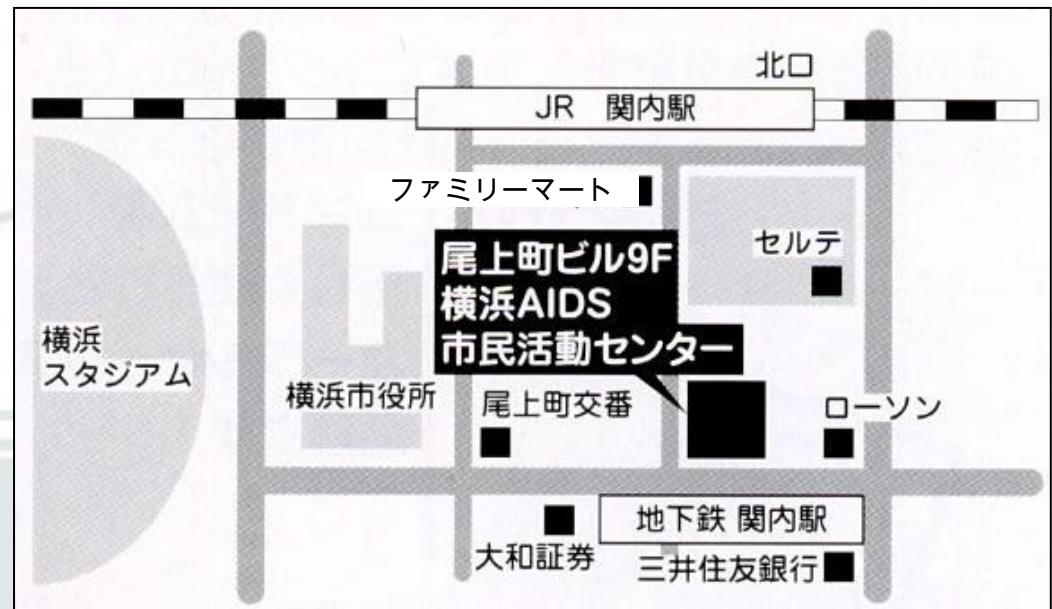 北口
JR 関内駅
ファミリーマート
セルテ
尾上町ビル9F
横浜AIDS
市民活動センター
横浜
スタジアム
横浜市役所
尾上町交番
ローソン
地下鉄 関内駅
大和証券
三井住友銀行